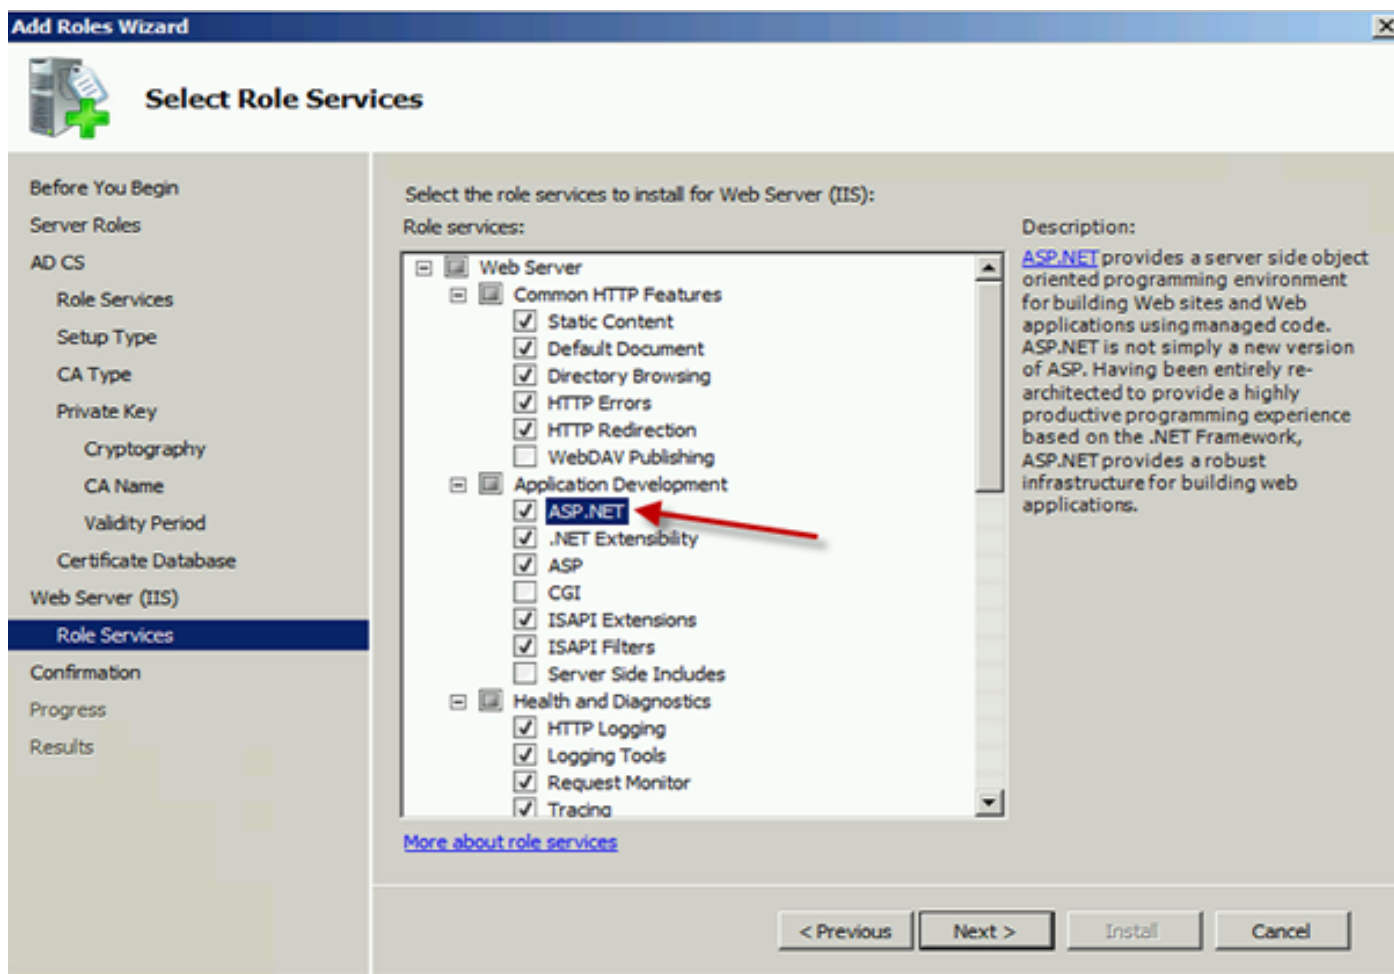 Add Roles Wizard
Select Role Services
Before You Begin
Server Roles
AD CS
Role Services
Setup Type
CA Type
Private Key
Cryptography
CA Name
Validity Period
Certificate Database
Web Server (IIS)
Role Services
Confirmation
Progress
Results
Select the role services to install for Web Server (IIS):
Role services:
Web Server
Common HTTP Features
Static Content
Default Document
Directory Browsing
HTTP Errors
HTTP Redirection
WebDAV Publishing
Application Development
ASP.NET
.NET Extensibility
ASP
CGI
ISAPI Extensions
ISAPI Filters
Server Side Includes
Health and Diagnostics
HTTP Logging
Logging Tools
Request Monitor
Tracing
More about role services
Description:
ASP.NET provides a server side object
oriented programming environment
for building Web sites and Web
applications using managed code.
ASP.NET is not simply a new version
of ASP. Having been entirely re-
architected to provide a highly
productive programming experience
based on the .NET Framework,
ASP.NET provides a robust
infrastructure for building web
applications.
< Previous
Next >
Install
Cancel